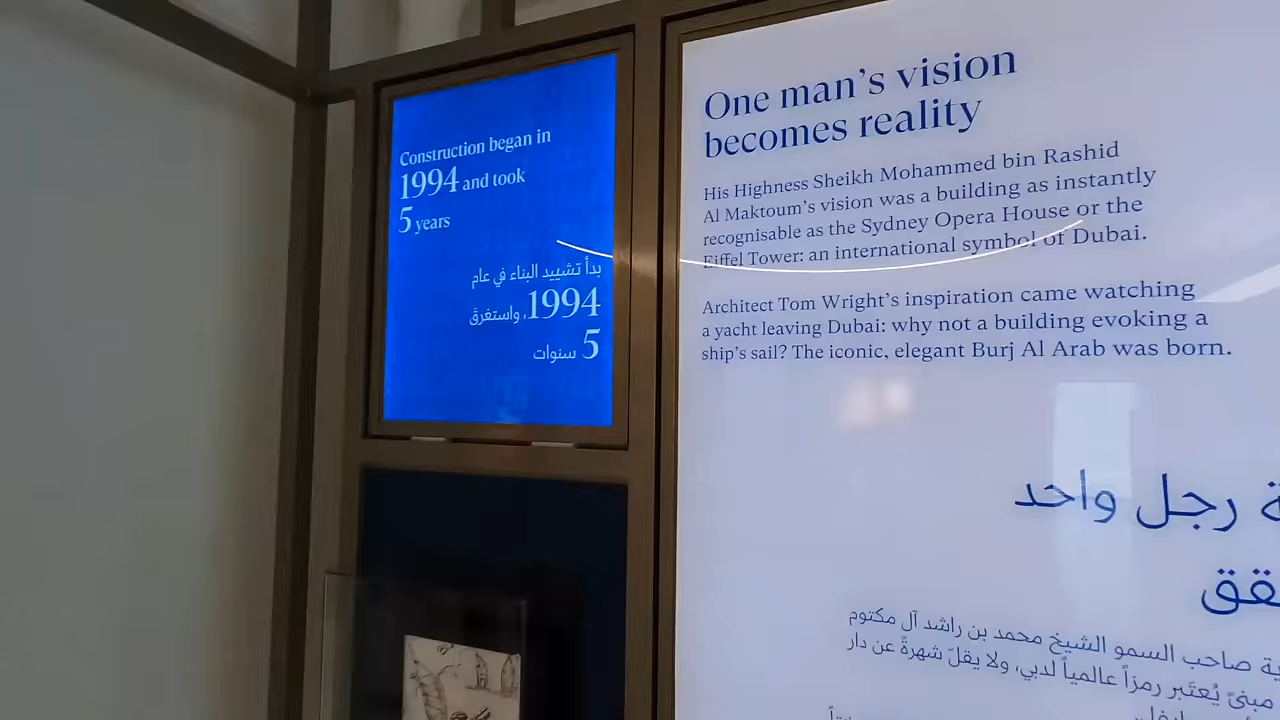 Construction began in
1994 and took
5 years
بدأ تشييد البناء في عام
1994، واستغرق
5 سنوات
One man's vision
becomes reality
His Highness Sheikh Mohammed bin Rashid
Al Maktoum's vision was a building as instantly
recognisable as the Sydney Opera House or the
Eiffel Tower: an international symbol of Dubai.
Architect Tom Wright's inspiration came watching
a yacht leaving Dubai: why not a building evoking a
ship's sail? The iconic, elegant Burj Al Arab was born.
رجل واحد
صاحب السمو الشيخ محمد بن راشد آل مكتوم
مبنىً يُعتَبر رمزاً عالمياً لدبي، ولا يقلّ شهرةً عن دار